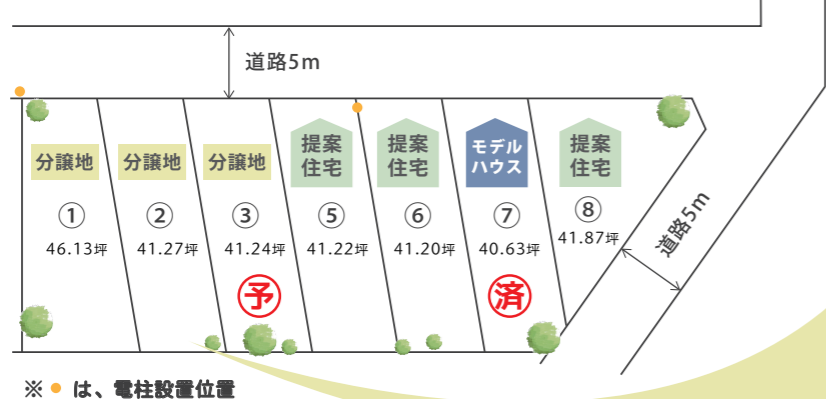 道路5m
分譲地
分譲地
分譲地
提案
住宅
提案
住宅
モデル
ハウス
提案
住宅
①
②
③
⑤
⑥
⑦
⑧
46.13坪
41.27坪
41.24坪
41.22坪
41.20坪
40.63坪
41.87坪
予
済
道路5m
※ は、電柱設置位置